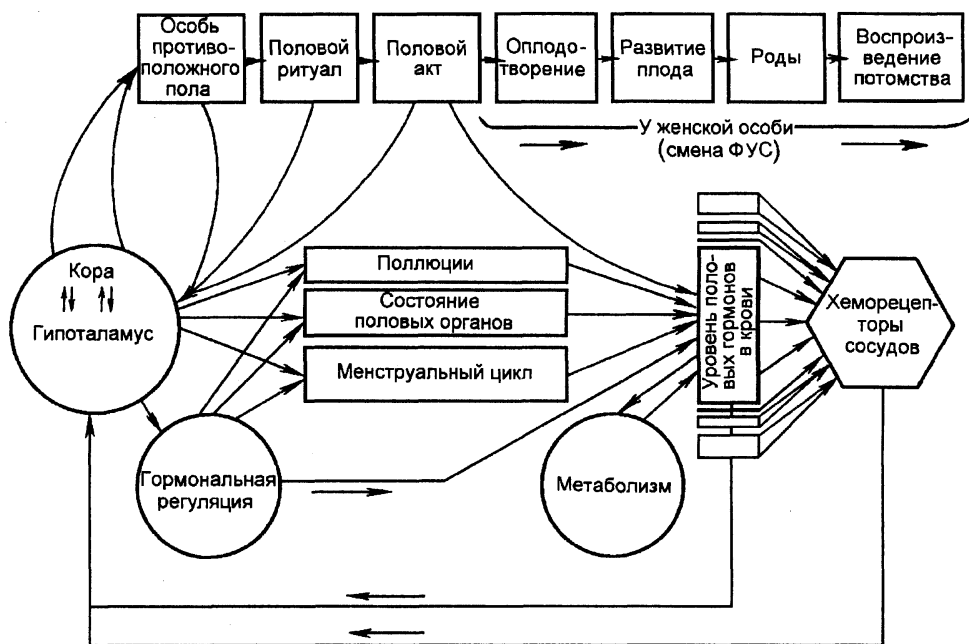 Особь
противо-
положного
пола
Половой
ритуал
Половой
акт
Оплодо-
творение
Развитие
плода
Роды
Воспроиз-
ведение
потомства
У женской особи
(смена ФУС)
Кора
Гипоталамус
Поллюции
Состояние
половых органов
Менструальный цикл
Уровень поло-
вых гормонов
в крови
Хеморецеп-
торы
сосудов
Гормональная
регуляция
Метаболизм